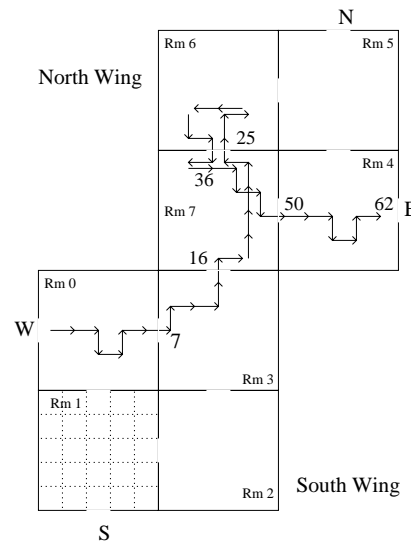 N
Rm 6
Rm 5
North Wing
25
Rm 4
36
50
62
E
Rm 7
16
Rm 0
W
7
Rm 3
Rm 1
Rm 2
South Wing
S